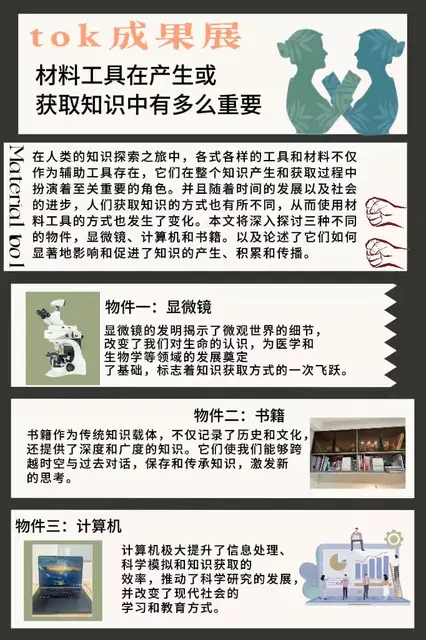 tok成果展
材料工具在产生或
获取知识中有多么重要
Material tool
在人类的知识探索之旅中，各式各样的工具和材料不仅
作为辅助工具存在，它们在整个知识产生和获取过程中
扮演着至关重要的角色。并且随着时间的发展以及社会
的进步，人们获取知识的方式也有所不同，从而使用材
料工具的方式也发生了变化。本文将深入探讨三种不同
的物件，显微镜、计算机和书籍。以及论述了它们如何
显著地影响和促进了知识的产生、积累和传播。
物件一：显微镜
显微镜的发明揭示了微观世界的细节，
改变了我们对生命的认识，为医学和
生物学等领域的发展奠定
了基础，标志着知识获取方式的一次飞跃。
物件二：书籍
书籍作为传统知识载体，不仅记录了历史和文化，
还提供了深度和广度的知识。它们使我们能够跨
越时空与过去对话，保存和传承知识，激发新
的思考。
物件三：计算机
计算机极大提升了信息处理、
科学模拟和知识获取的
效率，推动了科学研究的发展，
并改变了现代社会的
学习和教育方式。